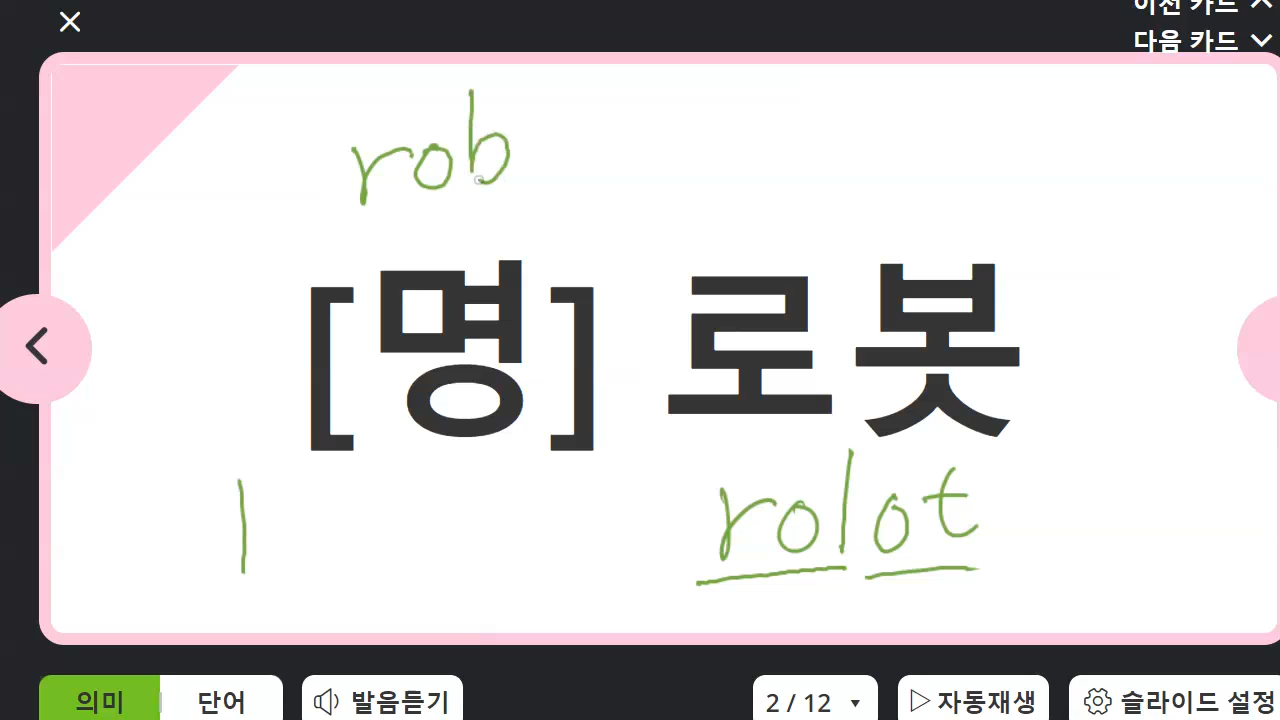 이전 카드
다음 카드
rob
[명] 로봇
l
rolot
의미
단어
발음듣기
2 / 12
자동재생
슬라이드 설정